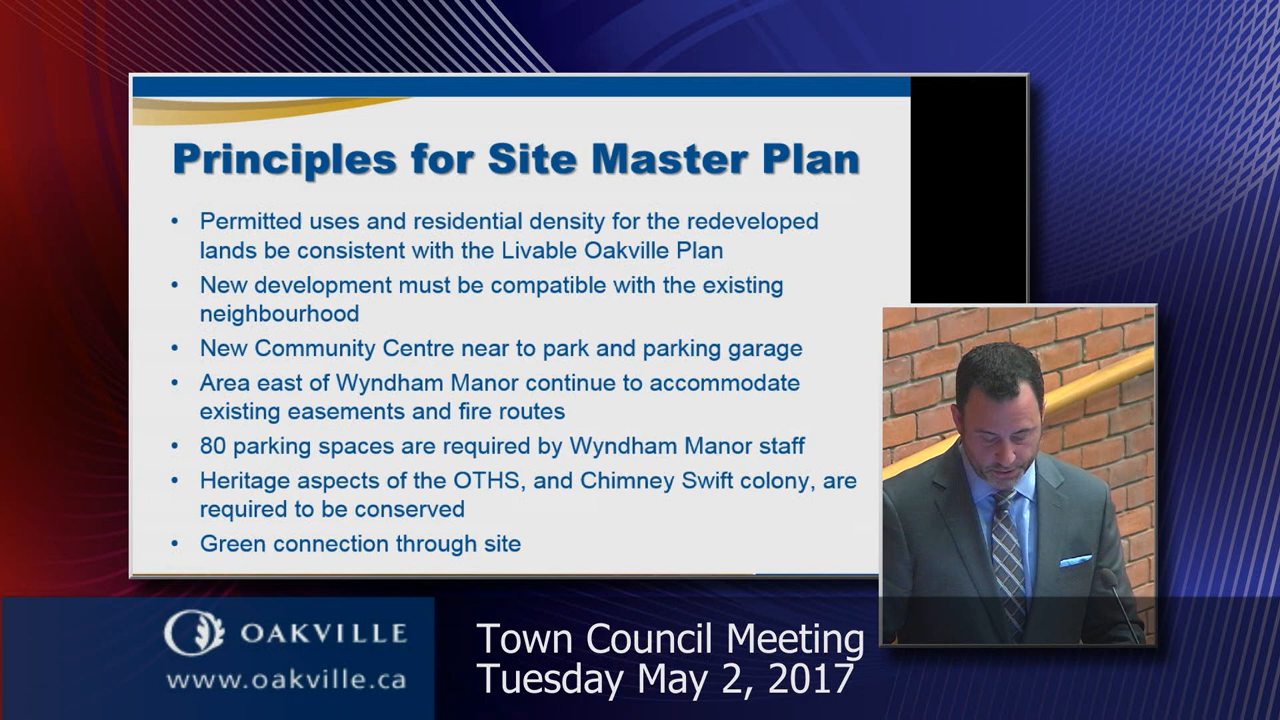 Principles for Site Master Plan
• Permitted uses and residential density for the redeveloped
lands be consistent with the Livable Oakville Plan
• New development must be compatible with the existing
neighbourhood
• New Community Centre near to park and parking garage
• Area east of Wyndham Manor continue to accommodate
existing easements and fire routes
• 80 parking spaces are required by Wyndham Manor staff
• Heritage aspects of the OTHS, and Chimney Swift colony, are
required to be conserved
• Green connection through site
OAKVILLE
www.oakville.ca
Town Council Meeting
Tuesday May 2, 2017